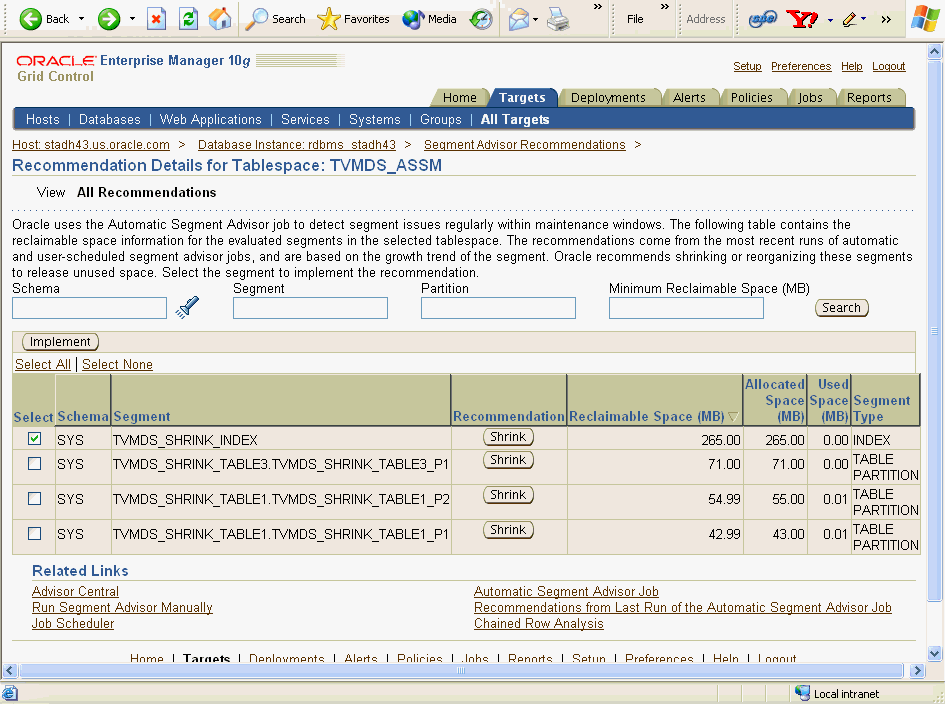 Back Search Favorites Media » File » Address »
ORACLE Enterprise Manager 10g
Grid Control
Setup Preferences Help Logout
Home Targets Deployments Alerts Policies Jobs Reports
Hosts | Databases | Web Applications | Services | Systems | Groups | All Targets
Host: stadh43.us.oracle.com > Database Instance: rdbms_stadh43 > Segment Advisor Recommendations >
Recommendation Details for Tablespace: TVMDS_ASSM
View All Recommendations
Oracle uses the Automatic Segment Advisor job to detect segment issues regularly within maintenance windows. The following table contains the
reclaimable space information for the evaluated segments in the selected tablespace. The recommendations come from the most recent runs of automatic
and user-scheduled segment advisor jobs, and are based on the growth trend of the segment. Oracle recommends shrinking or reorganizing these segments
to release unused space. Select the segment to implement the recommendation.
Schema Segment Partition Minimum Reclaimable Space (MB)
Search
Implement
Select All | Select None
Select Schema Segment Recommendation Reclaimable Space (MB) Allocated Space (MB) Used Space (MB) Segment Type
SYS TVMDS_SHRINK_INDEX Shrink 265.00 265.00 0.00 INDEX
SYS TVMDS_SHRINK_TABLE3.TVMDS_SHRINK_TABLE3_P1 Shrink 71.00 71.00 0.00 TABLE PARTITION
SYS TVMDS_SHRINK_TABLE1.TVMDS_SHRINK_TABLE1_P2 Shrink 54.99 55.00 0.01 TABLE PARTITION
SYS TVMDS_SHRINK_TABLE1.TVMDS_SHRINK_TABLE1_P1 Shrink 42.99 43.00 0.01 TABLE PARTITION
Related Links
Advisor Central Automatic Segment Advisor Job
Run Segment Advisor Manually Recommendations from Last Run of the Automatic Segment Advisor Job
Job Scheduler Chained Row Analysis
Home | Targets | Deployments | Alerts | Policies | Jobs | Reports | Setup | Preferences | Help | Logout
Local intranet